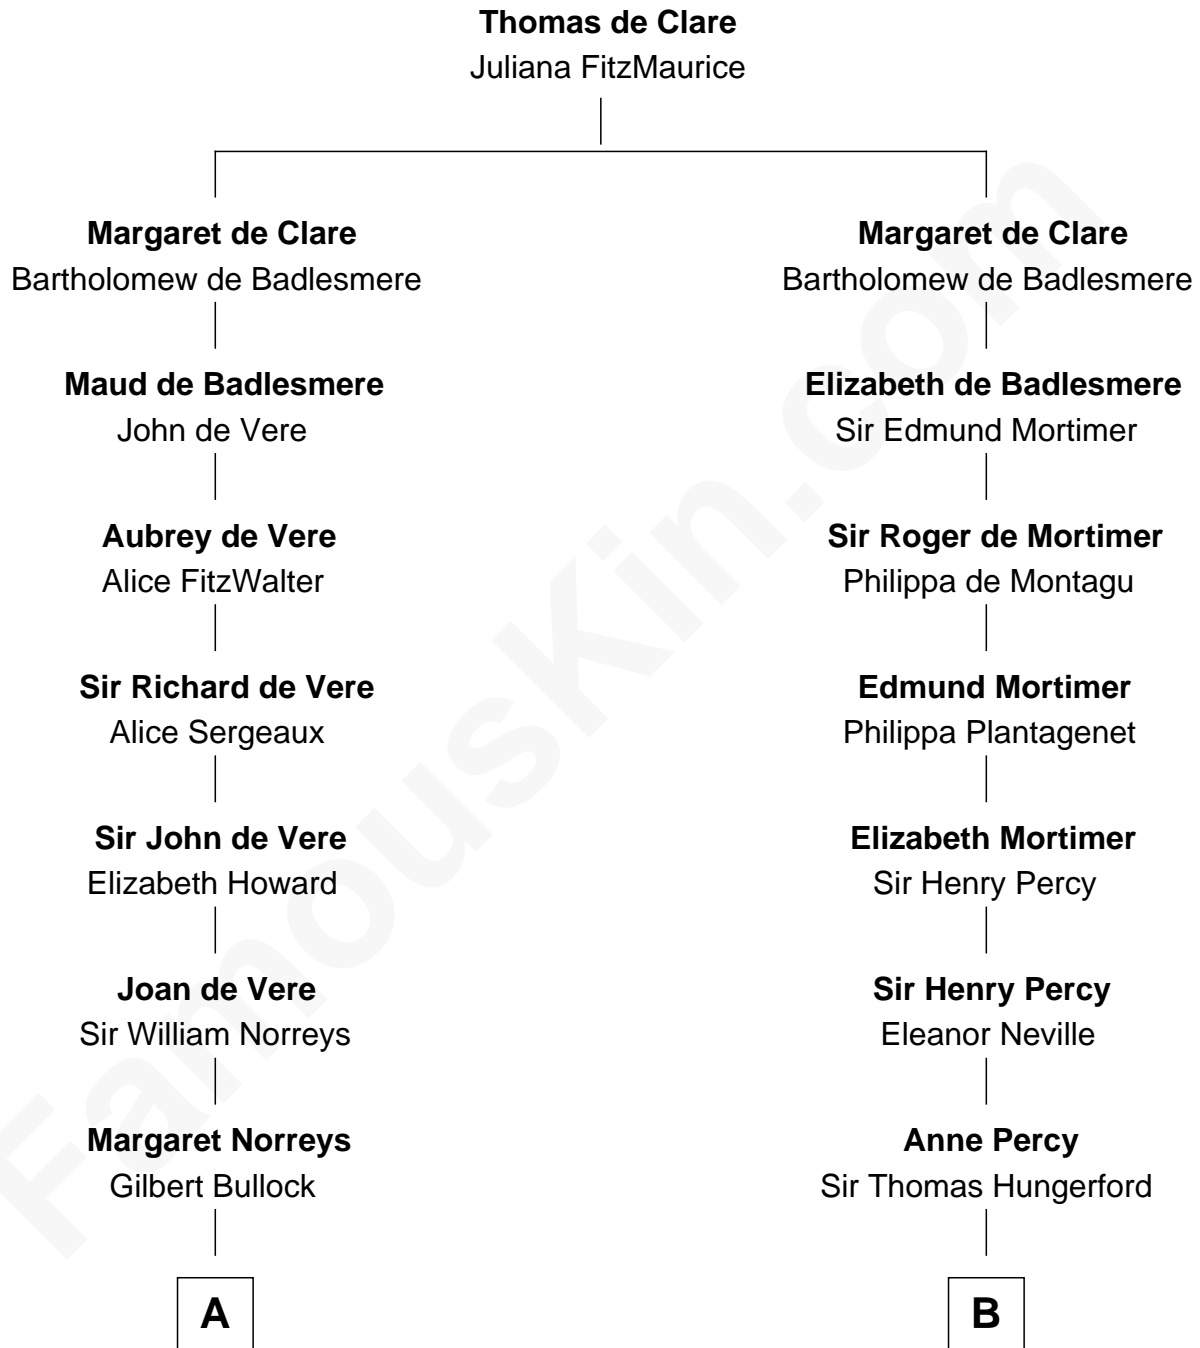 Thomas de Clare
Juliana FitzMaurice
Margaret de Clare
Bartholomew de Badlesmere
Maud de Badlesmere
John de Vere
Aubrey de Vere
Alice FitzWalter
Sir Richard de Vere
Alice Sergeaux
Sir John de Vere
Elizabeth Howard
Joan de Vere
Sir William Norreys
Margaret Norreys
Gilbert Bullock
A
Margaret de Clare
Bartholomew de Badlesmere
Elizabeth de Badlesmere
Sir Edmund Mortimer
Sir Roger de Mortimer
Philippa de Montagu
Edmund Mortimer
Philippa Plantagenet
Elizabeth Mortimer
Sir Henry Percy
Sir Henry Percy
Eleanor Neville
Anne Percy
Sir Thomas Hungerford
B
FamousKin.com